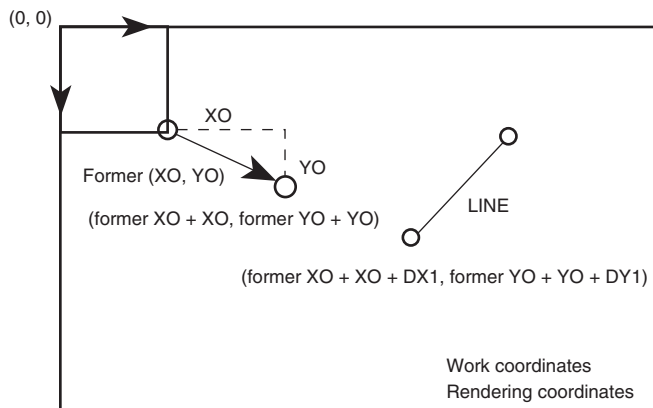 (0, 0)
XO
YO
Former (XO, YO)
(former XO + XO, former YO + YO)
LINE
(former XO + XO + DX1, former YO + YO + DY1)
Work coordinates
Rendering coordinates